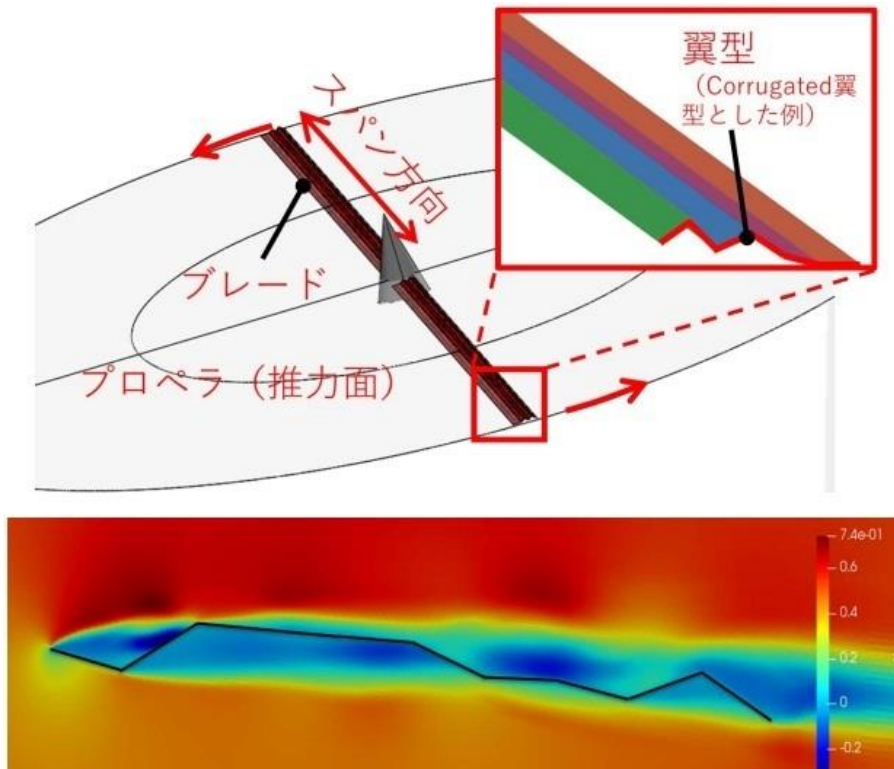 翼型
（Corrugated翼
型とした例）
スパン方向
ブレード
プロペラ（推力面）
7.4e-01
0.6
0.4
0.2
0
-0.2